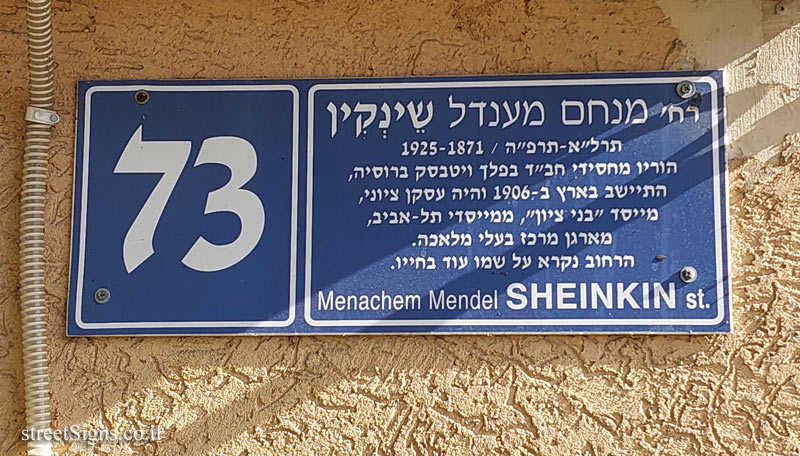 73
רח׳ מנחם מענדל שֵׁינְקִין
תרל״א-תרפ״ה / 1871-1925
הוריו מחסידי חב״ד בפלך ויטבסק ברוסיה,
התיישב בארץ ב-1906 והיה עסקן ציוני,
מייסד ״בני ציון״, ממייסדי תל-אביב,
מארגן מרכז בעלי מלאכה.
הרחוב נקרא על שמו עוד בחייו.
Menachem Mendel SHEINKIN st.
streetSigns.co.il